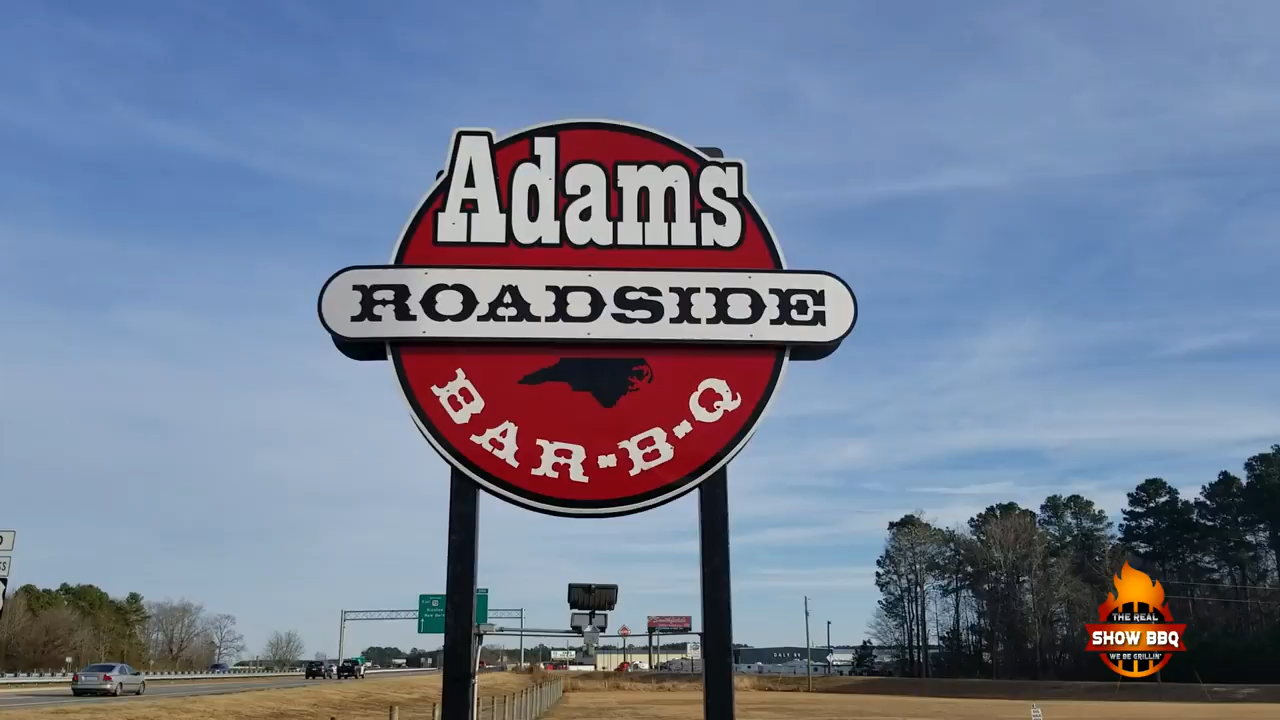 Adams
ROADSIDE
BAR-B-Q
THE REAL
SHOW BBQ
WE BE GRILLIN'